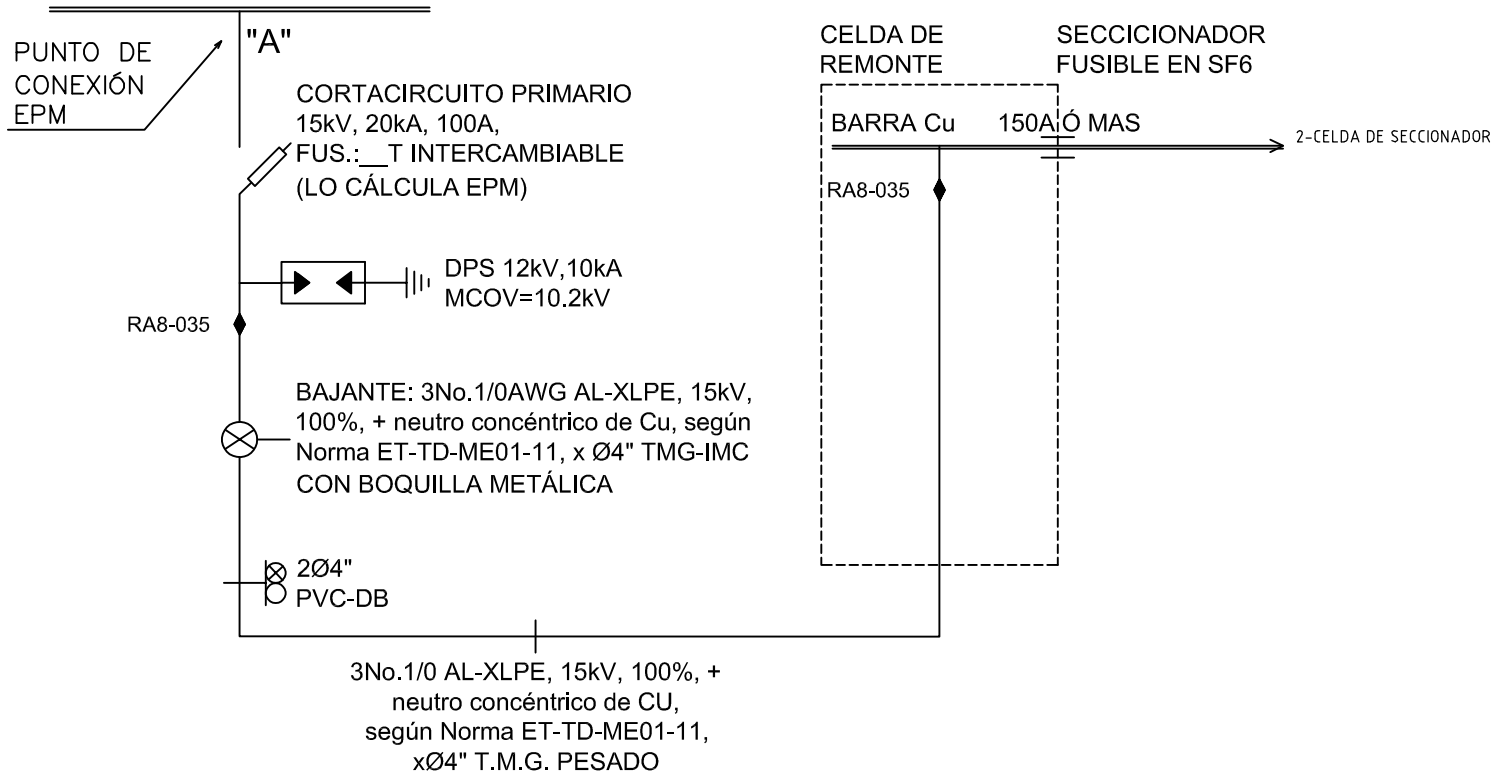 PUNTO DE
CONEXIÓN
EPM
"A"
CORTACIRCUITO PRIMARIO
15kV, 20kA, 100A,
FUS.:__T INTERCAMBIABLE
(LO CÁLCULA EPM)
DPS 12kV,10kA
MCOV=10.2kV
RA8-035
BAJANTE: 3No.1/0AWG AL-XLPE, 15kV,
100%, + neutro concéntrico de Cu, según
Norma ET-TD-ME01-11, x Ø4" TMG-IMC
CON BOQUILLA METÁLICA
2Ø4"
PVC-DB
3No.1/0 AL-XLPE, 15kV, 100%, +
neutro concéntrico de CU,
según Norma ET-TD-ME01-11,
xØ4" T.M.G. PESADO
CELDA DE
REMONTE
SECCICIONADOR
FUSIBLE EN SF6
BARRA Cu 150A Ó MAS
2-CELDA DE SECCIONADOR
RA8-035